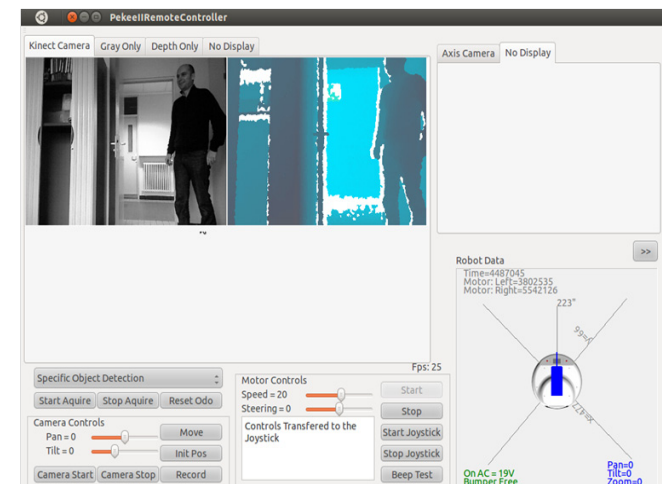 PekeeIIRemoteController
Kinect Camera Gray Only Depth Only No Display
Axis Camera No Display
>>
Robot Data
Time=4487045
Motor: Left=3802535
Motor: Right=5542126
223"
y=66
x=477
On AC = 19V
Bumper Free
Pan=0
Tilt=0
Zoom=0
Fps: 25
Specific Object Detection
Start Aquire Stop Aquire Reset Odo
Camera Controls
Pan = 0 Move
Tilt = 0 Init Pos
Camera Start Camera Stop Record
Motor Controls
Speed = 20 Start
Steering = 0 Stop
Controls Transfered to the
Joystick
Start Joystick
Stop Joystick
Beep Test